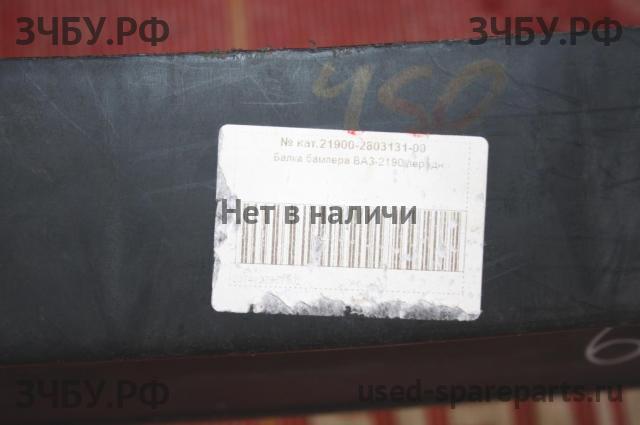 ЗЧБУ.РФ ЗЧБУ.РФ
450
№ кат.21900-2803131-00
Балка бампера ВАЗ-2190
Нет в наличи
6
ЗЧБУ.РФ used-spareparts.ru